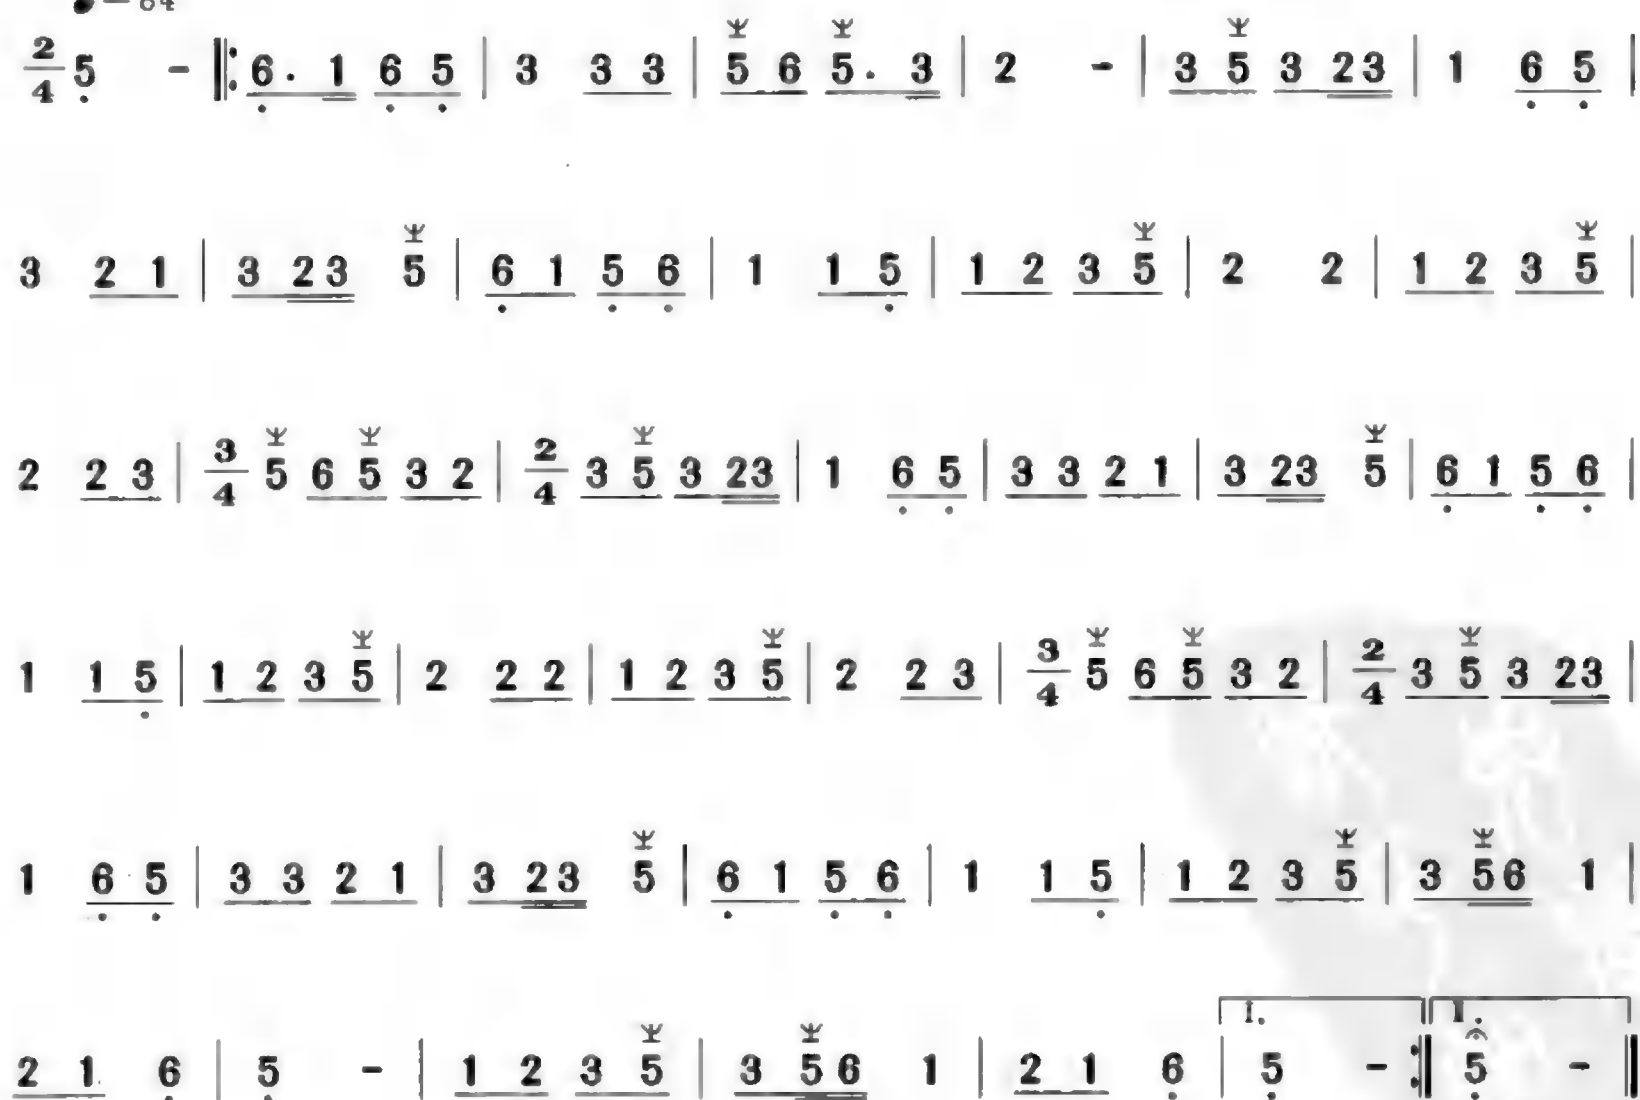 ♩=64
2/4 5̣ - ‖: 6̣. 1 6̣ 5̣ | 3 3 3 | 5 6 5. 3 | 2 - | 3 5 3 23 | 1 6̣ 5̣ |
3 2 1 | 3 23 5 | 6̣ 1 5̣ 6̣ | 1 1 5̣ | 1 2 3 5 | 2 2 | 1 2 3 5 |
2 2 3 | 3/4 5 6 5 3 2 | 2/4 3 5 3 23 | 1 6̣ 5̣ | 3 3 2 1 | 3 23 5 | 6̣ 1 5̣ 6̣ |
1 1 5̣ | 1 2 3 5 | 2 2 2 | 1 2 3 5 | 2 2 3 | 3/4 5 6 5 3 2 | 2/4 3 5 3 23 |
1 6̣ 5̣ | 3 3 2 1 | 3 23 5 | 6̣ 1 5̣ 6̣ | 1 1 5̣ | 1 2 3 5 | 3 56 1 |
2 1 6̣ | 5̣ - | 1 2 3 5 | 3 56 1 | 2 1 6̣ | I. 5̣ - :‖ 5̣ - ‖